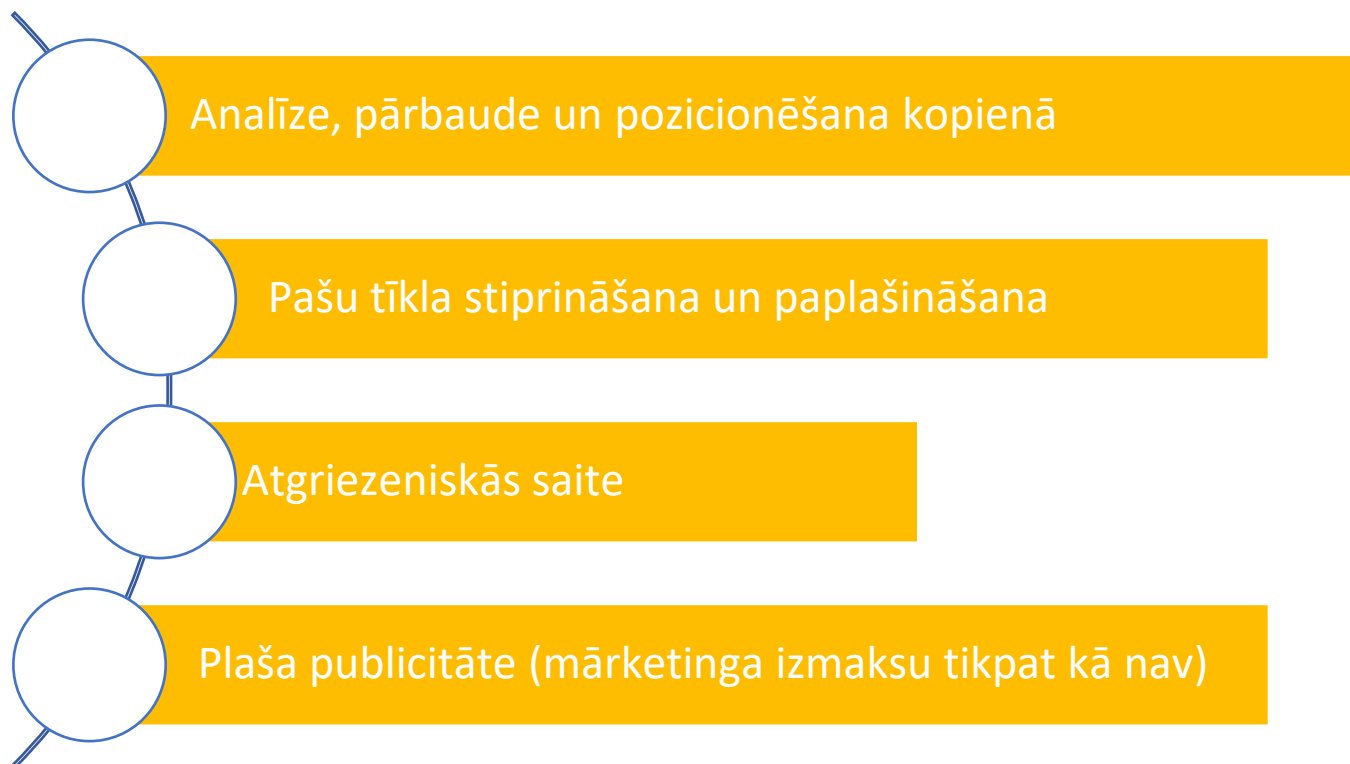 Analīze, pārbaude un pozicionēšana kopienā
Pašu tīkla stiprināšana un paplašināšana
Atgriezeniskās saite
Plaša publicitāte (mārketinga izmaksu tikpat kā nav)